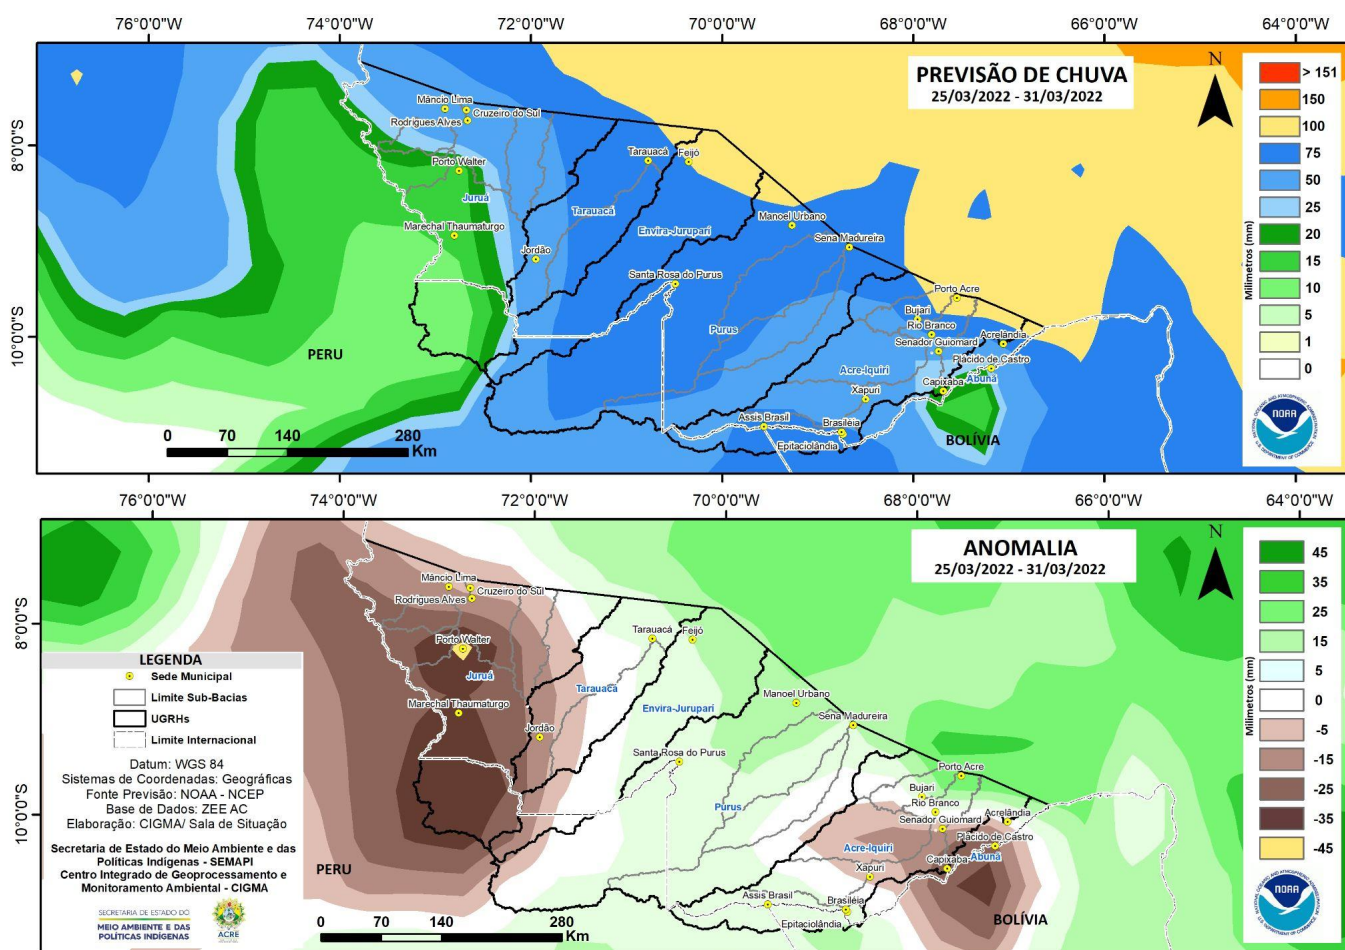 76°0'0"W 74°0'0"W 72°0'0"W 70°0'0"W 68°0'0"W 66°0'0"W 64°0'0"W
PREVISÃO DE CHUVA
25/03/2022 - 31/03/2022
N
8°0'0"S
10°0'0"S
Mâncio Lima
Cruzeiro do Sul
Rodrigues Alves
Porto Walter
Juruá
Marechal Thaumaturgo
Tarauacá
Feijó
Tarauacá
Jordão
Envira-Jurupari
Manoel Urbano
Sena Madureira
Santa Rosa do Purus
Purus
Porto Acre
Bujari
Rio Branco
Senador Guiomard
Acrelândia
Plácido de Castro
Abunã
Capixaba
Acre-Iquiri
Xapuri
Assis Brasil
Brasiléia
Epitaciolândia
PERU
BOLÍVIA
0 70 140 280
Km
Milímetros (mm)
> 151
150
100
75
50
25
20
15
10
5
1
0
NOAA
76°0'0"W 74°0'0"W 72°0'0"W 70°0'0"W 68°0'0"W 66°0'0"W 64°0'0"W
ANOMALIA
25/03/2022 - 31/03/2022
N
8°0'0"S
10°0'0"S
Mâncio Lima
Cruzeiro do Sul
Rodrigues Alves
Porto Walter
Juruá
Marechal Thaumaturgo
Tarauacá
Feijó
Tarauacá
Jordão
Envira-Jurupari
Manoel Urbano
Sena Madureira
Santa Rosa do Purus
Purus
Porto Acre
Bujari
Rio Branco
Senador Guiomard
Acrelândia
Plácido de Castro
Abunã
Capixaba
Acre-Iquiri
Xapuri
Assis Brasil
Brasiléia
Epitaciolândia
PERU
BOLÍVIA
0 70 140 280
Km
Milímetros (mm)
45
35
25
15
5
0
-5
-15
-25
-35
-45
NOAA
LEGENDA
Sede Municipal
Limite Sub-Bacias
UGRHs
Limite Internacional
Datum: WGS 84
Sistemas de Coordenadas: Geográficas
Fonte Previsão: NOAA - NCEP
Base de Dados: ZEE AC
Elaboração: CIGMA/ Sala de Situação
Secretaria de Estado do Meio Ambiente e das
Políticas Indígenas - SEMAPI
Centro Integrado de Geoprocessamento e
Monitoramento Ambiental - CIGMA
SECRETARIA DE ESTADO DO
MEIO AMBIENTE E DAS
POLÍTICAS INDÍGENAS
ACRE